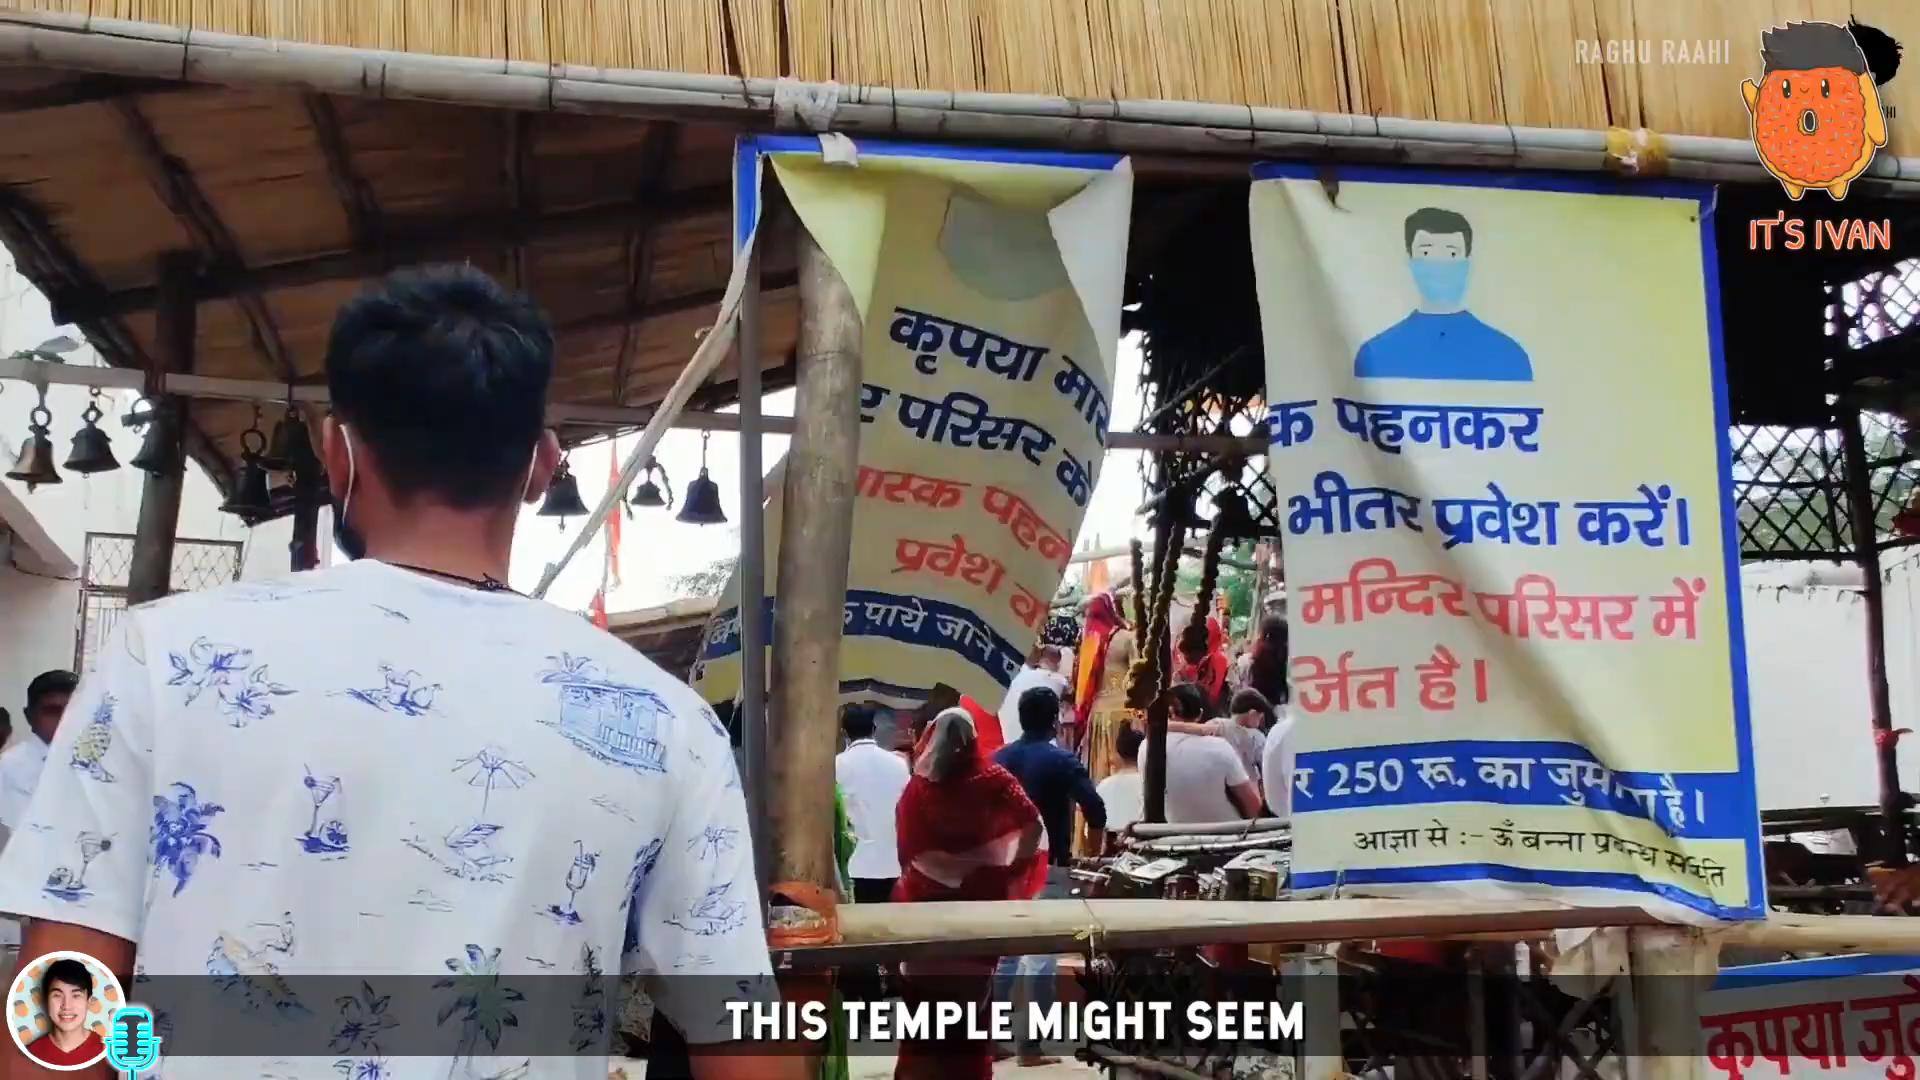 RAGHU RAAHI
IT'S IVAN
कृपया
परिसर को
मास्क पहन
प्रवेश
पाये जाने
क पहनकर
भीतर प्रवेश करें।
मन्दिर परिसर में
र्जित है।
र 250 रू. का जुर्माना है।
आज्ञा से :- ॐ बन्ना प्रबन्ध समिति
कृपया
THIS TEMPLE MIGHT SEEM